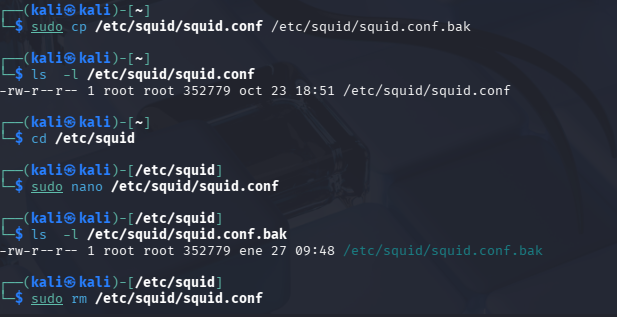 ┌──(kali㉿kali)-[~]
└─$ sudo cp /etc/squid/squid.conf /etc/squid/squid.conf.bak
┌──(kali㉿kali)-[~]
└─$ ls  -l /etc/squid/squid.conf
-rw-r--r-- 1 root root 352779 oct 23 18:51 /etc/squid/squid.conf
┌──(kali㉿kali)-[~]
└─$ cd /etc/squid
┌──(kali㉿kali)-[/etc/squid]
└─$ sudo nano /etc/squid/squid.conf
┌──(kali㉿kali)-[/etc/squid]
└─$ ls  -l /etc/squid/squid.conf.bak
-rw-r--r-- 1 root root 352779 ene 27 09:48 /etc/squid/squid.conf.bak
┌──(kali㉿kali)-[/etc/squid]
└─$ sudo rm /etc/squid/squid.conf